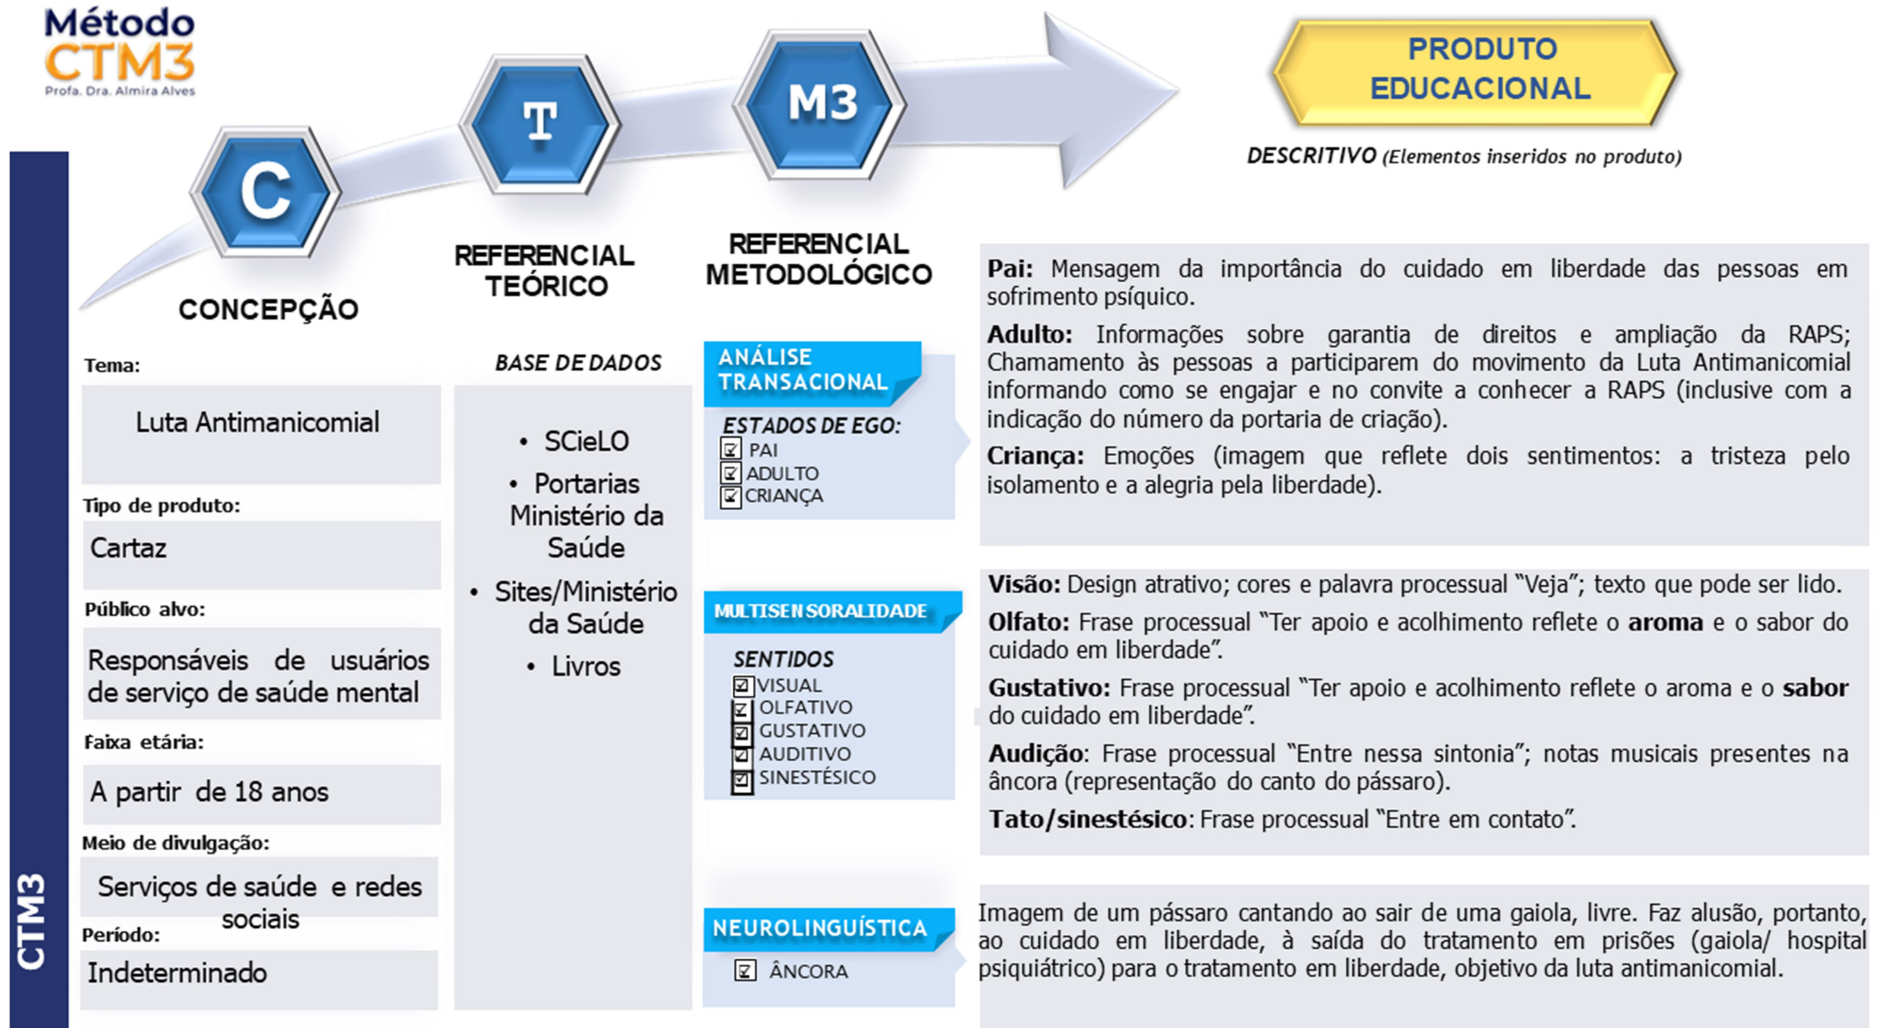 Método
CTM3
Profa. Dra. Almira Alves
C
T
M3
PRODUTO
EDUCACIONAL
DESCRITIVO (Elementos inseridos no produto)
CONCEPÇÃO
REFERENCIAL
TEÓRICO
REFERENCIAL
METODOLÓGICO
CTM3
Tema:
Luta Antimanicomial
Tipo de produto:
Cartaz
Público alvo:
Responsáveis de usuários
de serviço de saúde mental
Faixa etária:
A partir de 18 anos
Meio de divulgação:
Serviços de saúde e redes
sociais
Período:
Indeterminado
BASE DE DADOS
• SCieLO
• Portarias
Ministério da
Saúde
• Sites/Ministério
da Saúde
• Livros
ANÁLISE
TRANSACIONAL
ESTADOS DE EGO:
☑ PAI
☑ ADULTO
☑ CRIANÇA
MULTISENSORALIDADE
SENTIDOS
☑ VISUAL
☑ OLFATIVO
☑ GUSTATIVO
☑ AUDITIVO
☑ SINESTÉSICO
NEUROLINGUÍSTICA
☑ ÂNCORA
Pai: Mensagem da importância do cuidado em liberdade das pessoas em
sofrimento psíquico.
Adulto: Informações sobre garantia de direitos e ampliação da RAPS;
Chamamento às pessoas a participarem do movimento da Luta Antimanicomial
informando como se engajar e no convite a conhecer a RAPS (inclusive com a
indicação do número da portaria de criação).
Criança: Emoções (imagem que reflete dois sentimentos: a tristeza pelo
isolamento e a alegria pela liberdade).
Visão: Design atrativo; cores e palavra processual “Veja”; texto que pode ser lido.
Olfato: Frase processual “Ter apoio e acolhimento reflete o aroma e o sabor do
cuidado em liberdade”.
Gustativo: Frase processual “Ter apoio e acolhimento reflete o aroma e o sabor
do cuidado em liberdade”.
Audição: Frase processual “Entre nessa sintonia”; notas musicais presentes na
âncora (representação do canto do pássaro).
Tato/sinestésico: Frase processual “Entre em contato”.
Imagem de um pássaro cantando ao sair de uma gaiola, livre. Faz alusão, portanto,
ao cuidado em liberdade, à saída do tratamento em prisões (gaiola/ hospital
psiquiátrico) para o tratamento em liberdade, objetivo da luta antimanicomial.